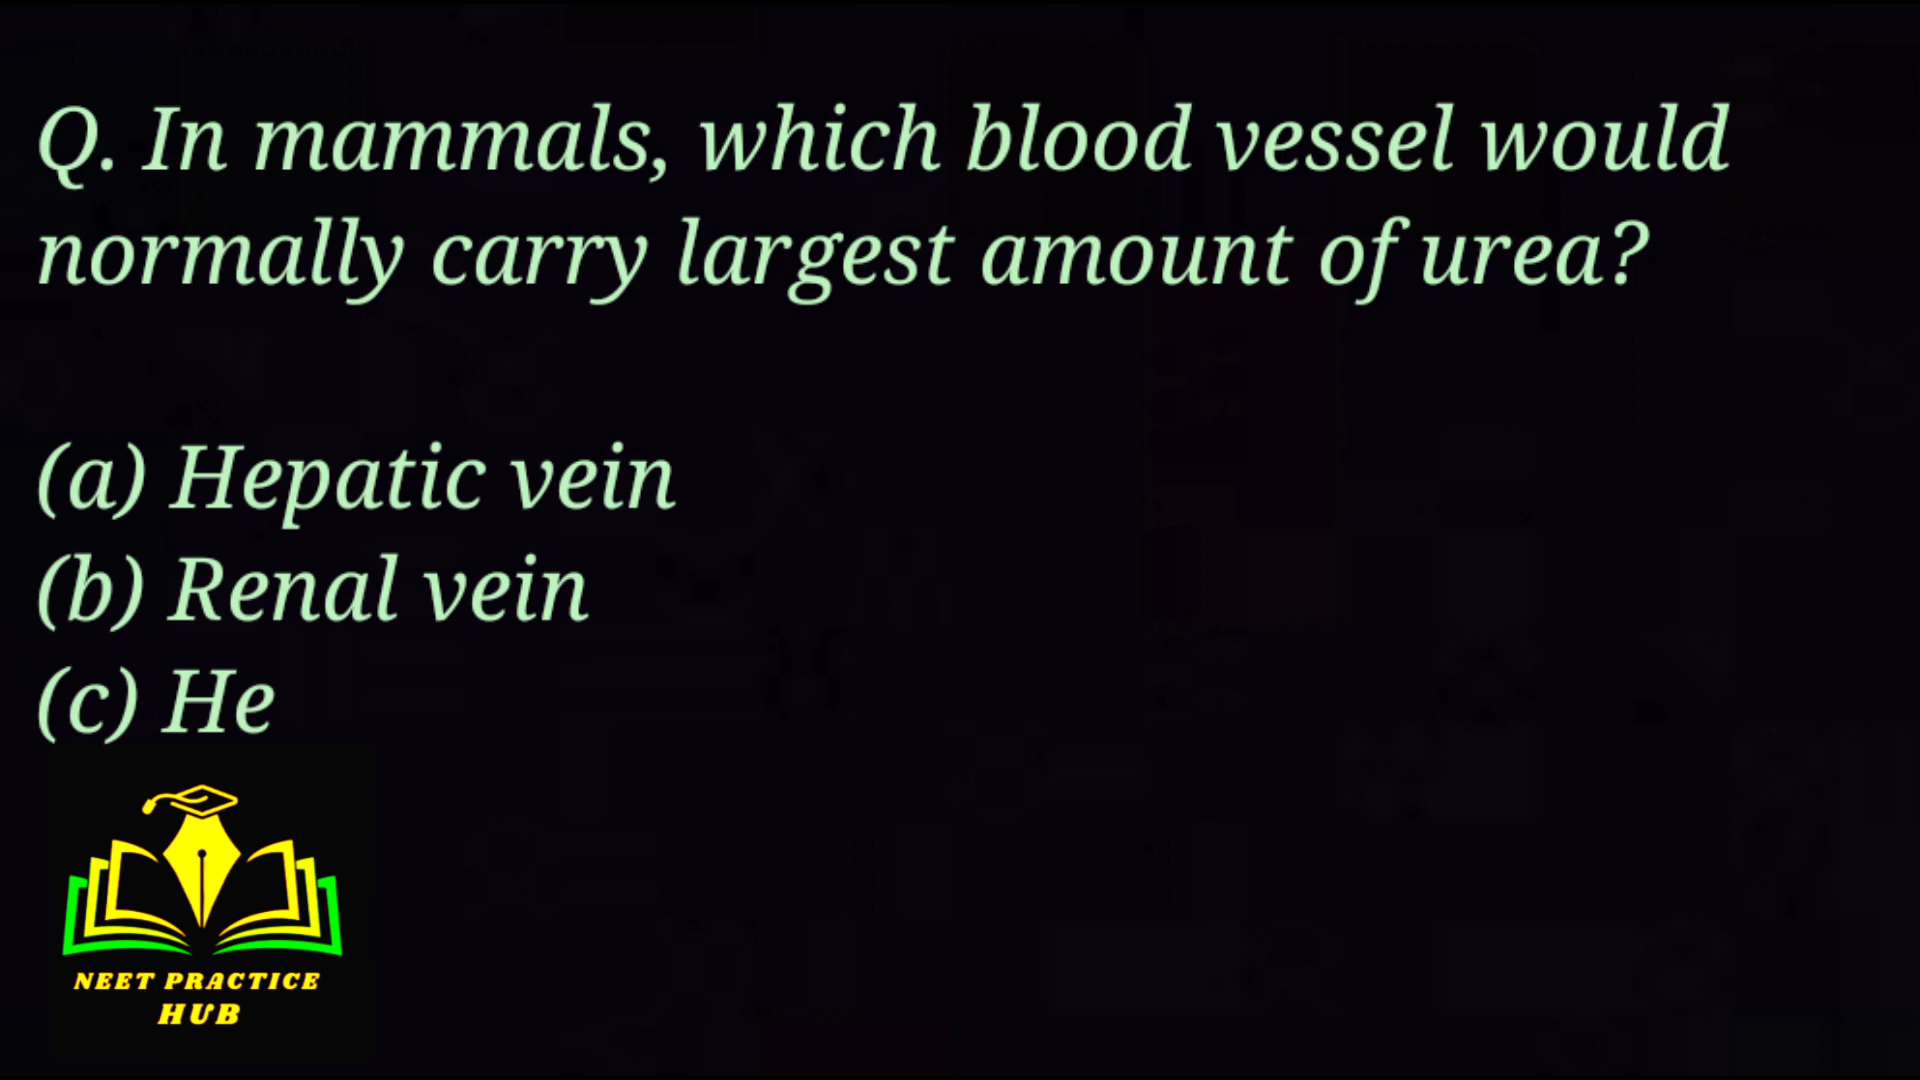 Q. In mammals, which blood vessel would
normally carry largest amount of urea?
(a) Hepatic vein
(b) Renal vein
(c) He
NEET PRACTICE
HUB